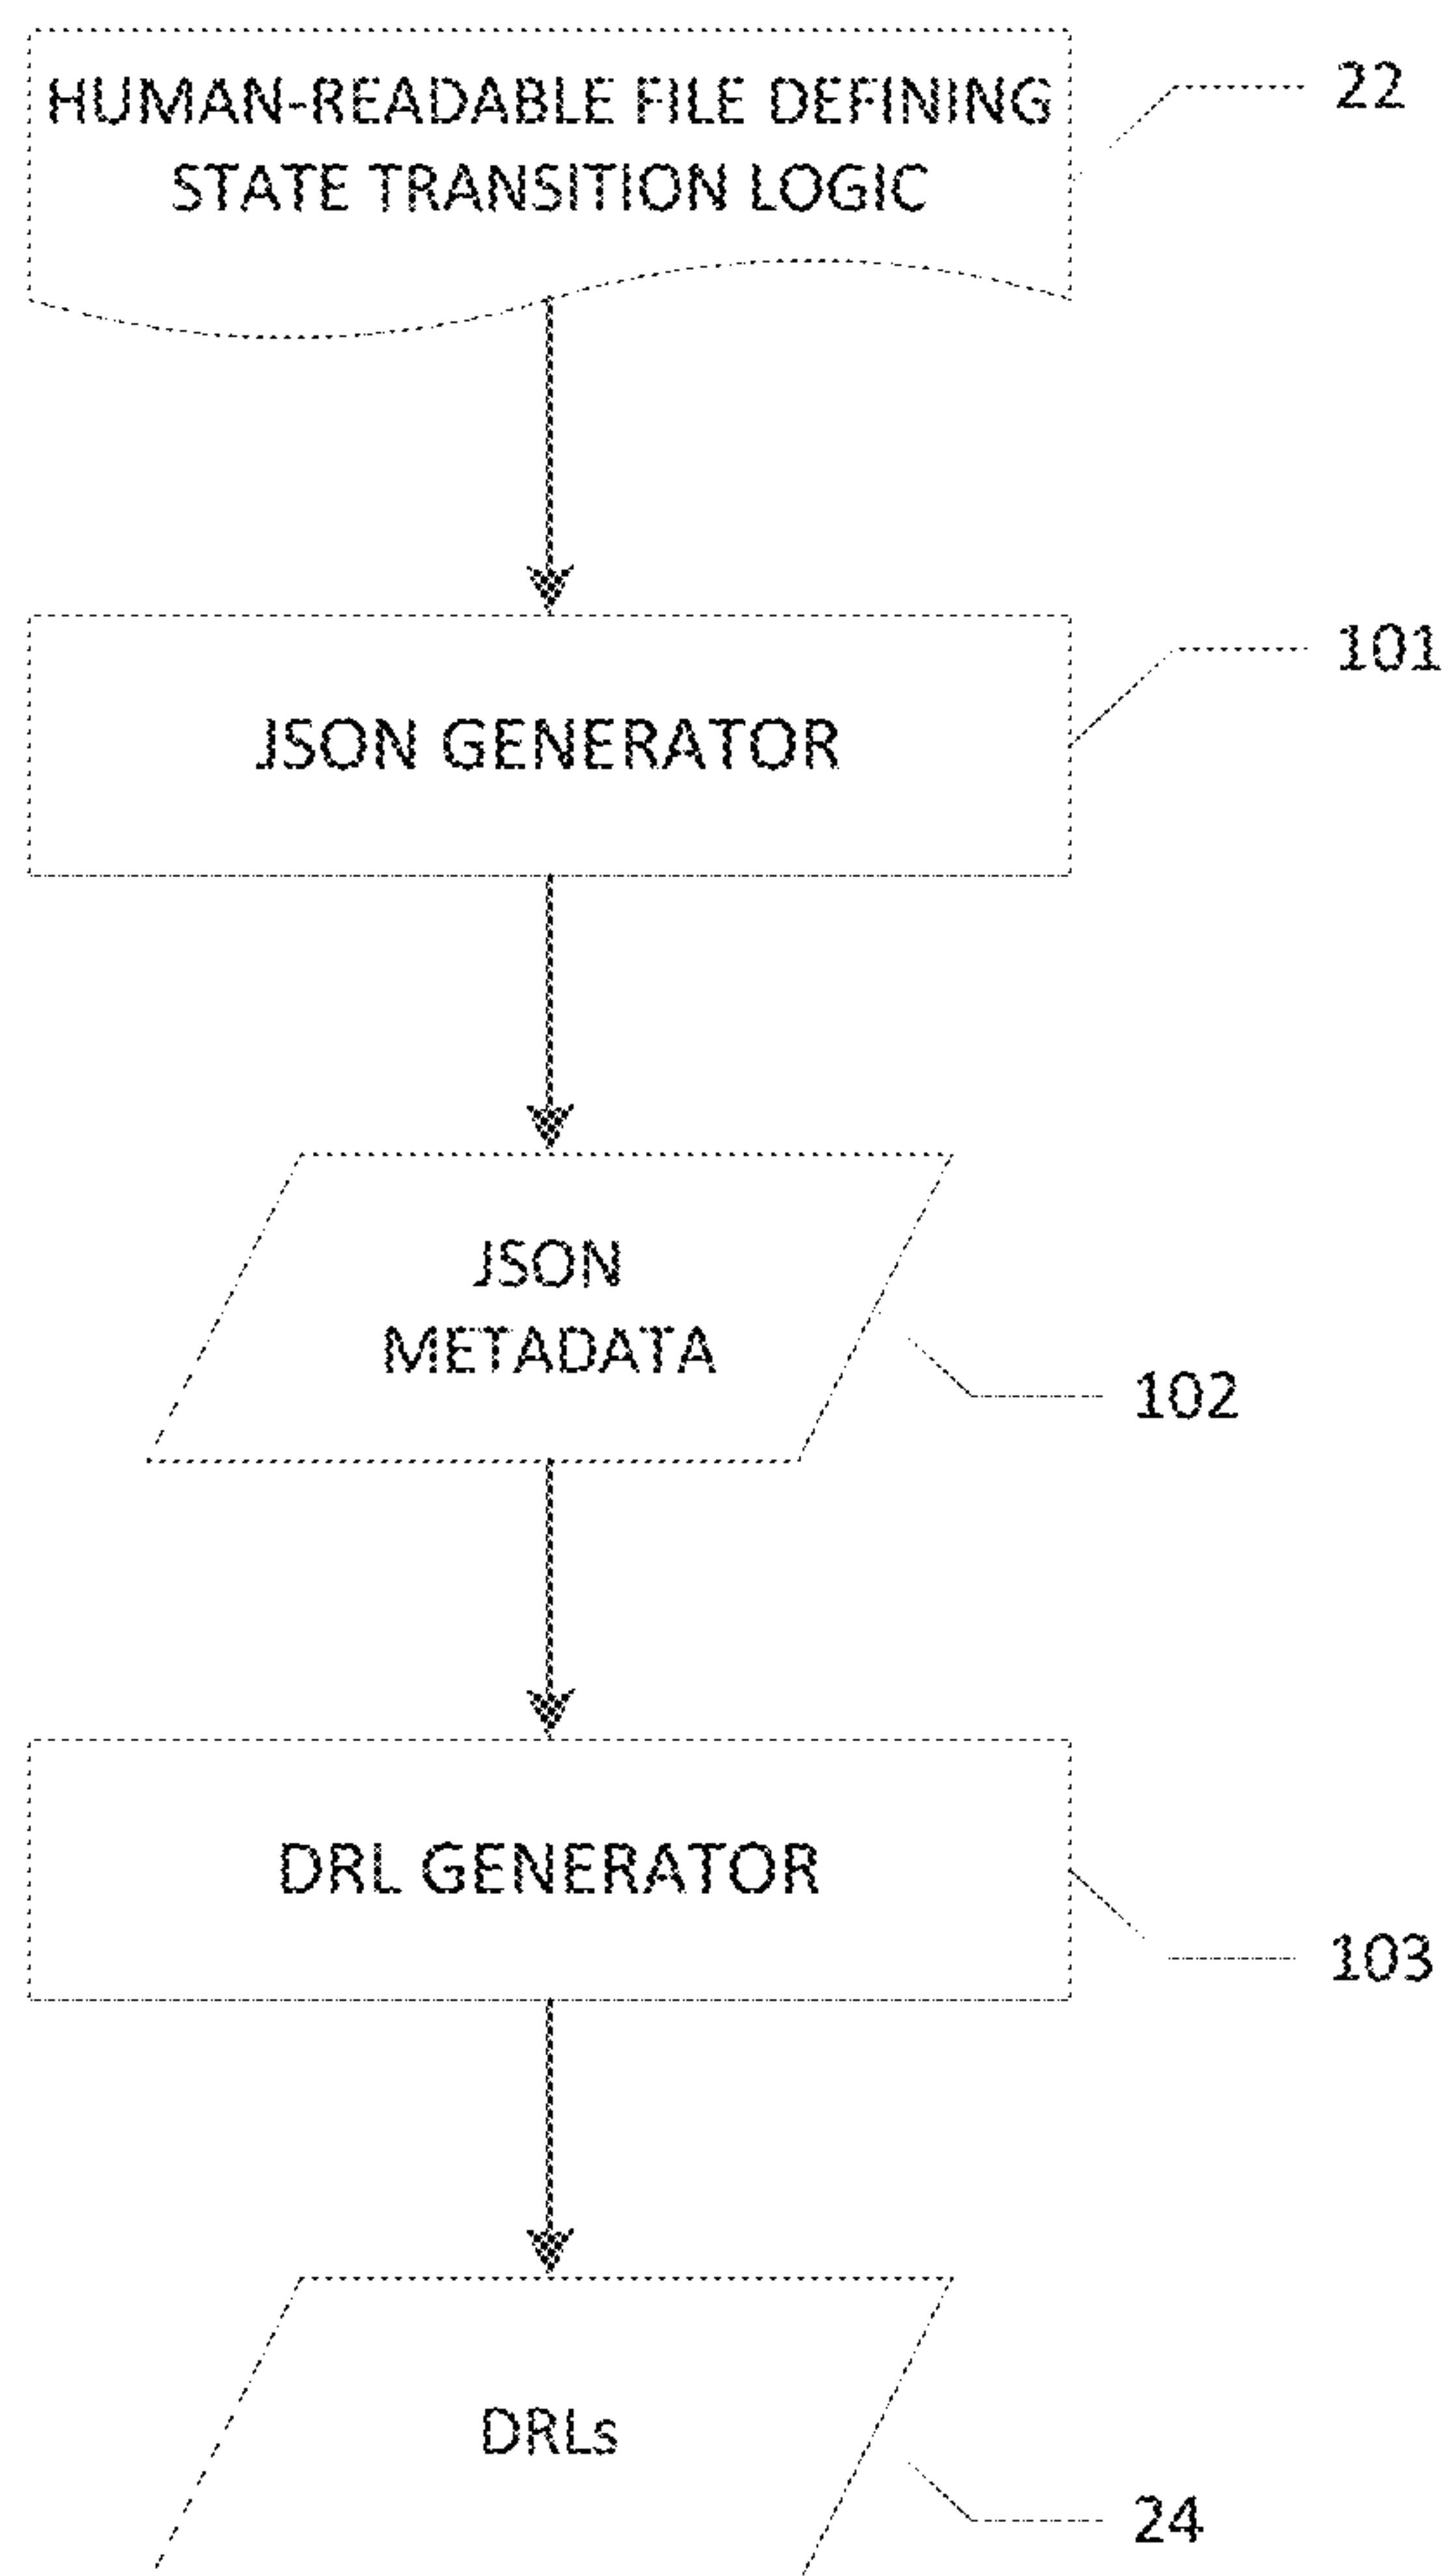 HUMAN-READABLE FILE DEFINING
STATE TRANSITION LOGIC
22
JSON GENERATOR
101
JSON
METADATA
102
DRL GENERATOR
103
DRLs
24